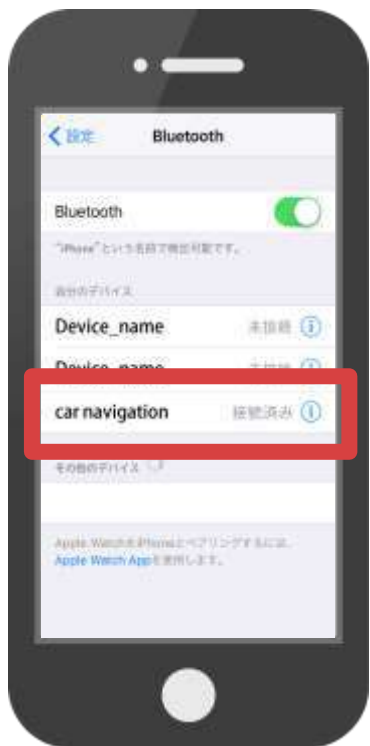 設定 Bluetooth
Bluetooth
"iPhone"という名前で検出可能です。
自分のデバイス
Device_name 未接続
Device_name 未接続
car navigation 接続済み
その他のデバイス
Apple WatchをiPhoneとペアリングするには、
Apple Watch Appを使用します。